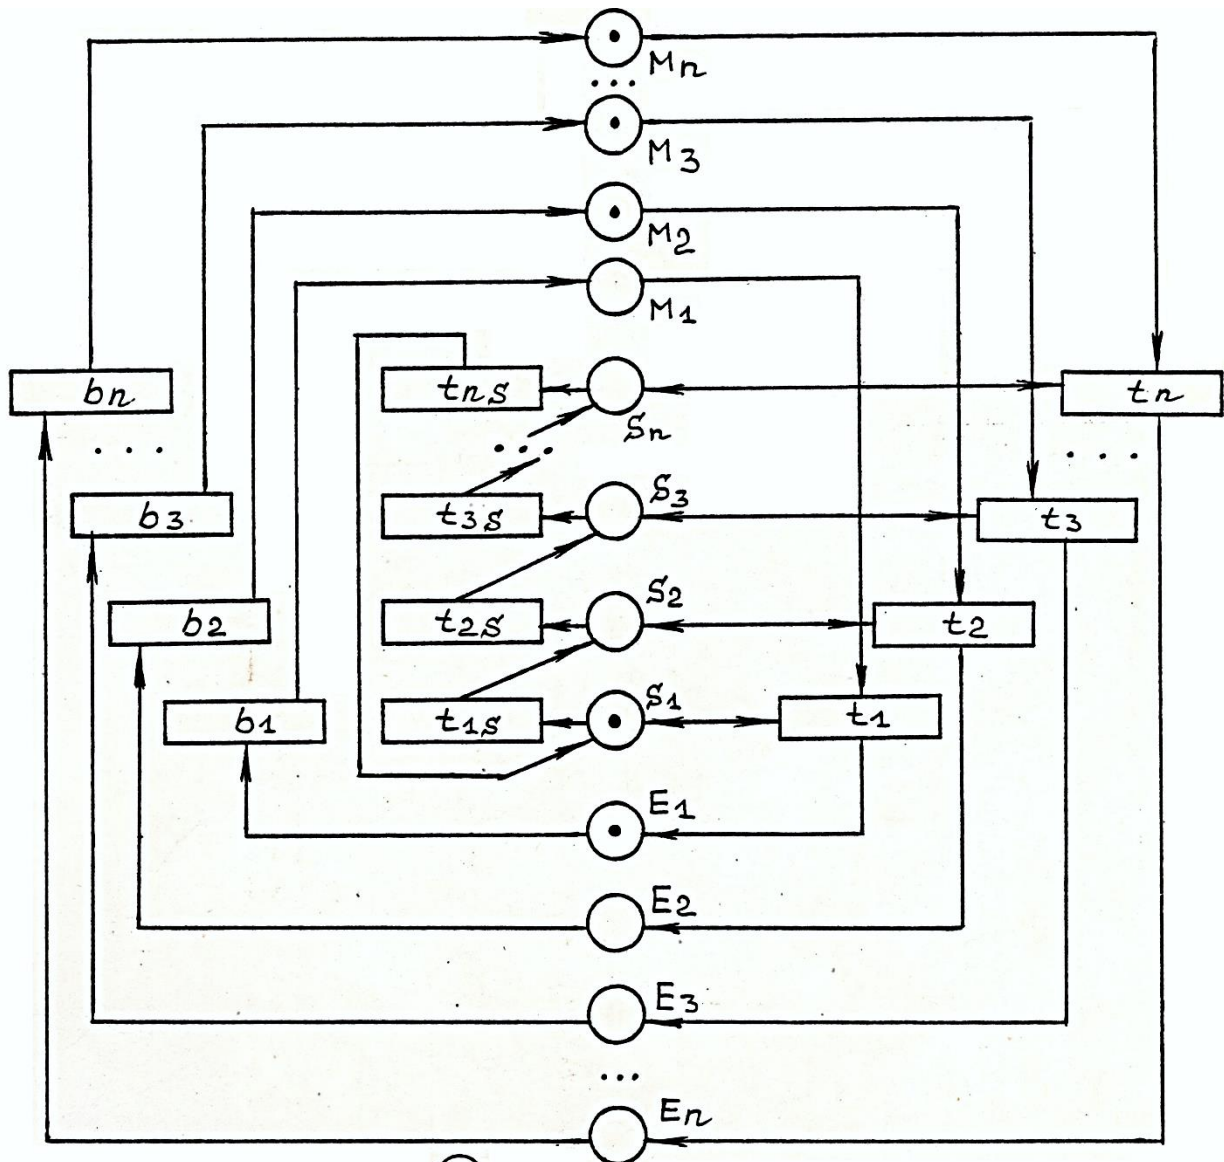 Mn
...
M3
M2
M1
bn
tns
Sn
tn
...
...
...
b3
t3s
S3
t3
b2
t2s
S2
t2
b1
t1s
S1
t1
E1
E2
E3
...
En